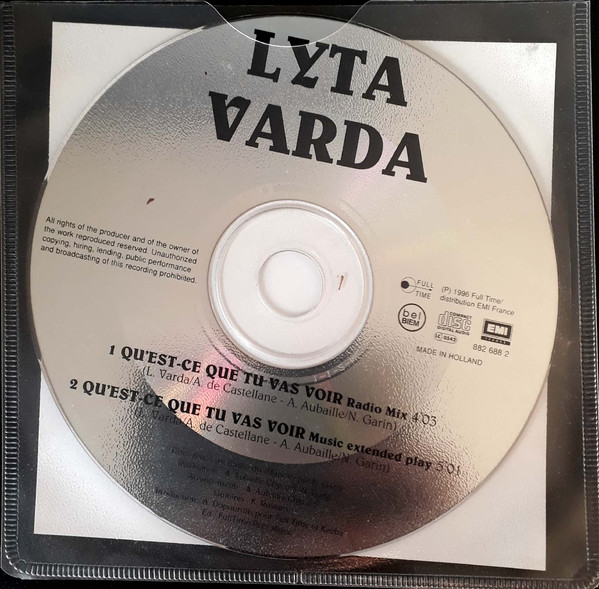 LYTA
VARDA
All rights of the producer and of the owner of
the work reproduced reserved. Unauthorized
copying, hiring, lending, public performance
and broadcasting of this recording prohibited.
FULL
TIME
(P) 1996 Full Time/
distribution EMI France
bel
BIEM
COMPACT
disc
DIGITAL AUDIO
EMI
882 688 2
MADE IN HOLLAND
1 QU'EST-CE QUE TU VAS VOIR Radio Mix 4'03
(L. Varda/A. de Castellane - A. Aubaille/N. Garin)
2 QU'EST-CE QUE TU VAS VOIR Music extended play 5'01
(L. Varda/A. de Castellane - A. Aubaille/N. Garin)